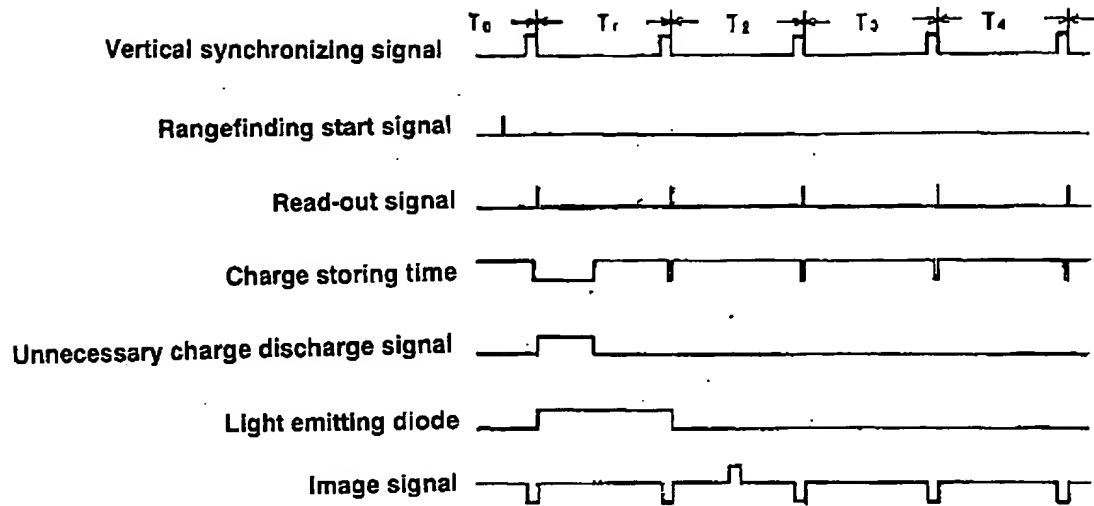 T₀ T₁ T₂ T₃ T₄
Vertical synchronizing signal
Rangefinding start signal
Read-out signal
Charge storing time
Unnecessary charge discharge signal
Light emitting diode
Image signal